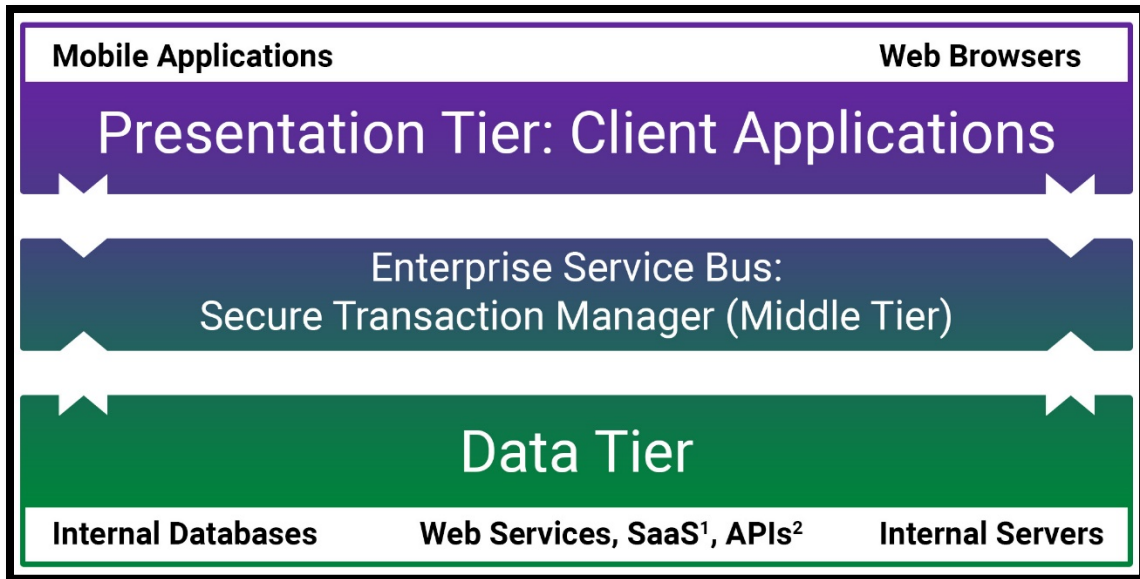 Mobile Applications
Web Browsers
Presentation Tier: Client Applications
Enterprise Service Bus:
Secure Transaction Manager (Middle Tier)
Data Tier
Internal Databases
Web Services, SaaS¹, APIs²
Internal Servers